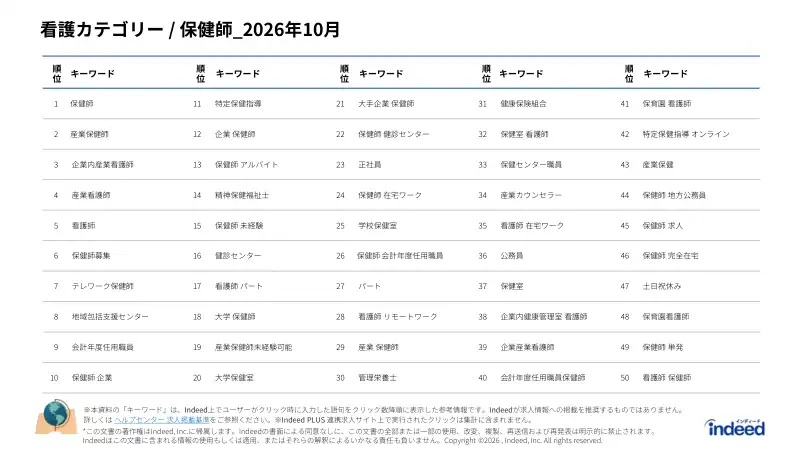 看護カテゴリー / 保健師_2026年10月
順位 キーワード 順位 キーワード 順位 キーワード 順位 キーワード 順位 キーワード
1 保健師 11 特定保健指導 21 大手企業 保健師 31 健康保険組合 41 保育園 看護師
2 産業保健師 12 企業 保健師 22 保健師 健診センター 32 保健室 看護師 42 特定保健指導 オンライン
3 企業内産業看護師 13 保健師 アルバイト 23 正社員 33 保健センター職員 43 産業保健
4 産業看護師 14 精神保健福祉士 24 保健師 在宅ワーク 34 産業カウンセラー 44 保健師 地方公務員
5 看護師 15 保健師 未経験 25 学校保健室 35 看護師 在宅ワーク 45 保健師 求人
6 保健師募集 16 健診センター 26 保健師 会計年度任用職員 36 公務員 46 保健師 完全在宅
7 テレワーク保健師 17 看護師 パート 27 パート 37 保健室 47 土日祝休み
8 地域包括支援センター 18 大学 保健師 28 看護師 リモートワーク 38 企業内健康管理室 看護師 48 保育園看護師
9 会計年度任用職員 19 産業保健師未経験可能 29 産業 保健師 39 企業産業看護師 49 保健師 単発
10 保健師 企業 20 大学保健室 30 管理栄養士 40 会計年度任用職員保健師 50 看護師 保健師
※本資料の「キーワード」は、Indeed上でユーザーがクリック時に入力した語句をクリック数降順に表示した参考情報です。Indeedが求人情報への掲載を推奨するものではありません。
詳しくは ヘルプセンター 求人掲載基準をご参照ください。※Indeed PLUS 連携求人サイト上で実行されたクリックは集計に含まれません。
*この文書の著作権はIndeed, Inc.に帰属します。Indeedの書面による同意なしに、この文書の全部または一部の使用、改変、複製、再送信および再発表は明示的に禁止されます。
Indeedはこの文書に含まれる情報の使用もしくは適用、またはそれらの解釈によるいかなる責任も負いません。Copyright ©2026 , Indeed, Inc. All rights reserved.
インディード
indeed